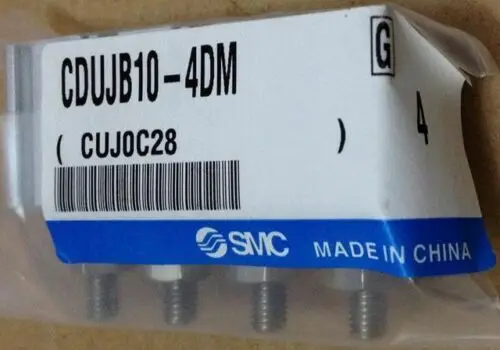 CDUJB10-4DM
G
( CUJ0C28 )
4
SMC
MADE IN CHINA